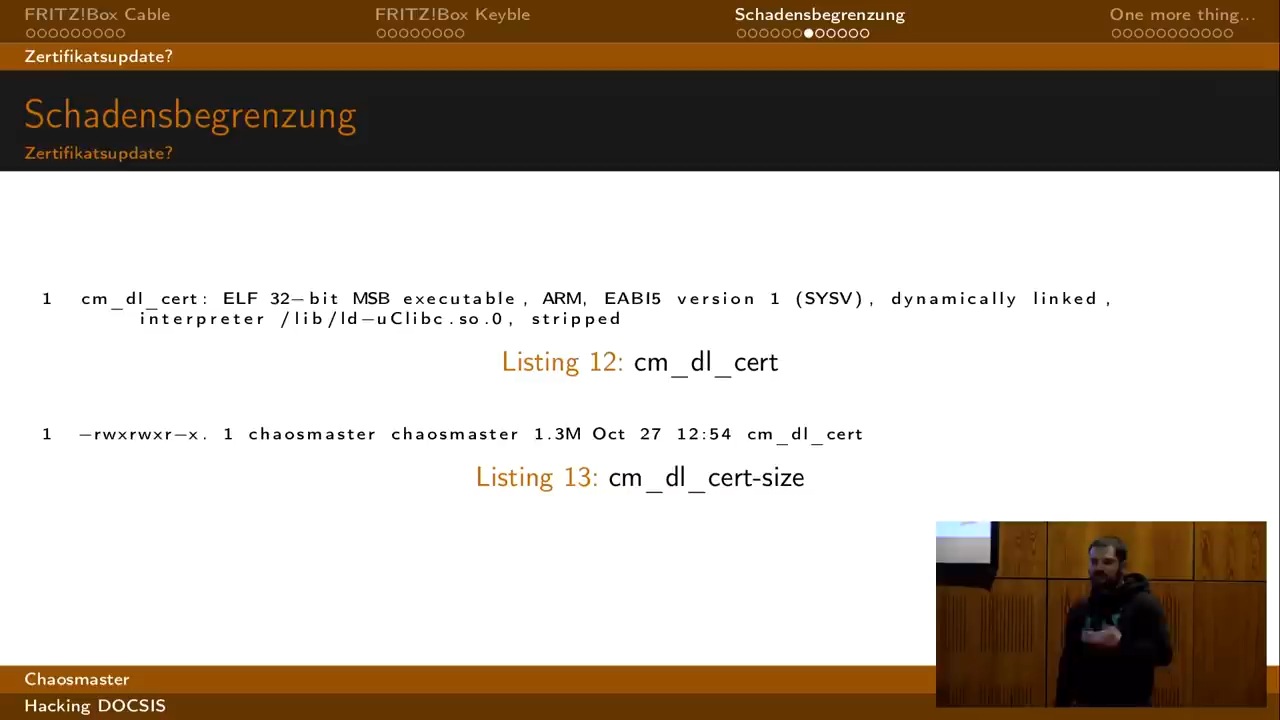 FRITZ!Box Cable FRITZ!Box Keyble Schadensbegrenzung One more thing...
Zertifikatsupdate?
Schadensbegrenzung
Zertifikatsupdate?
1 cm_dl_cert: ELF 32-bit MSB executable, ARM, EABI5 version 1 (SYSV), dynamically linked,
interpreter /lib/ld-uClibc.so.0, stripped
Listing 12: cm_dl_cert
1 -rwxrwxr-x. 1 chaosmaster chaosmaster 1.3M Oct 27 12:54 cm_dl_cert
Listing 13: cm_dl_cert-size
Chaosmaster
Hacking DOCSIS